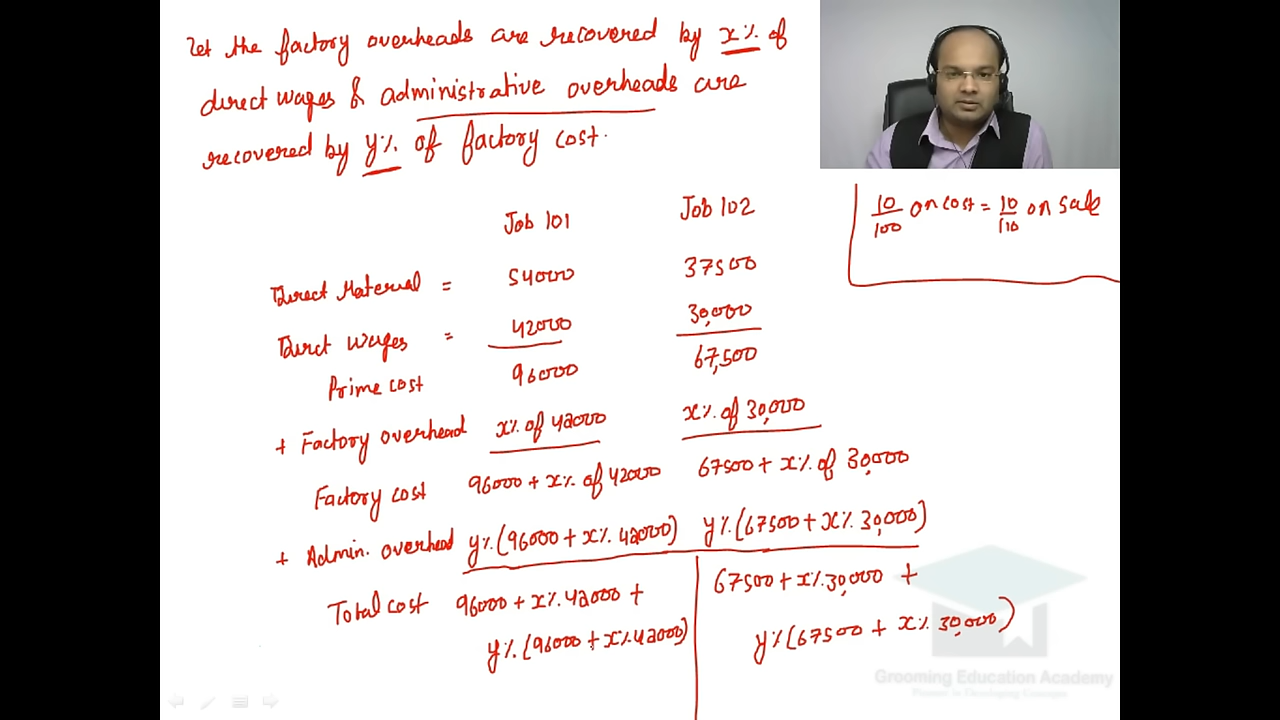 Let the factory overheads are recovered by x% of
direct wages & administrative overheads are
recovered by y% of factory cost.
10/100 on cost = 10/110 on sale
Job 101 Job 102
Direct Material = 54000 37500
Direct wages = 42000 30,000
Prime cost 96000 67,500
+ Factory overhead x% of 42000 x% of 30,000
Factory cost 96000 + x% of 42000 67500 + x% of 30,000
+ Admin. overhead y% (96000 + x% 42000) y% (67500 + x% 30,000)
Total cost 96000 + x% 42000 + 67500 + x% 30,000 +
y% (96000 + x% 42000) y% (67500 + x% 30,000)
Grooming Education Academy